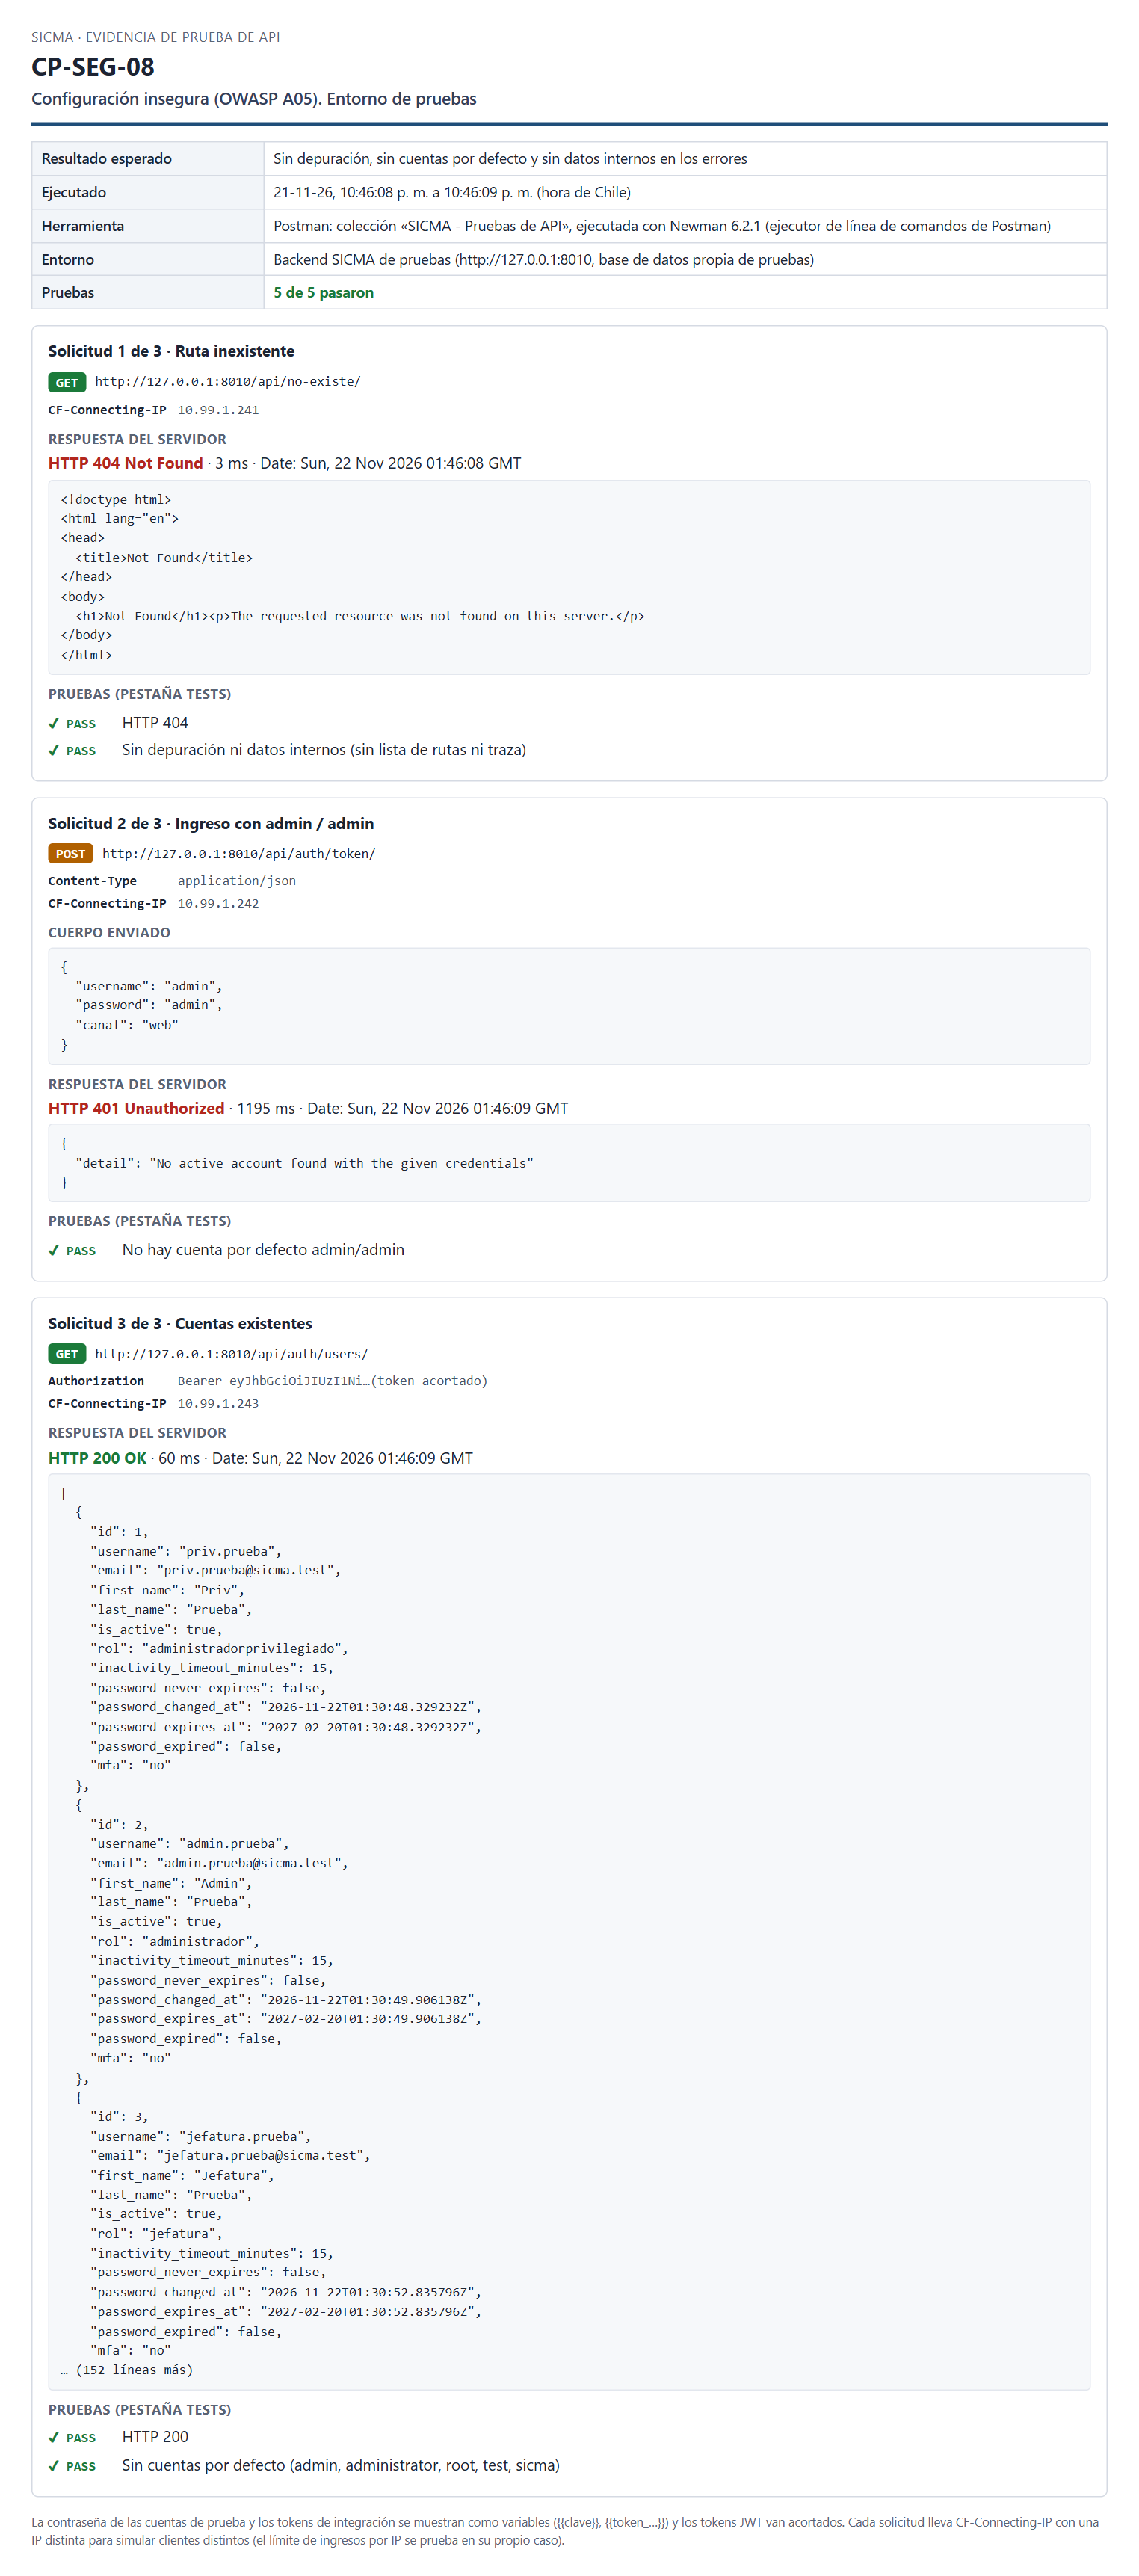 SICMA · EVIDENCIA DE PRUEBA DE API
CP-SEG-08
Configuración insegura (OWASP A05). Entorno de pruebas
Resultado esperado Sin depuración, sin cuentas por defecto y sin datos internos en los errores
Ejecutado 21-11-26, 10:46:08 p. m. a 10:46:09 p. m. (hora de Chile)
Herramienta Postman: colección «SICMA - Pruebas de API», ejecutada con Newman 6.2.1 (ejecutor de línea de comandos de Postman)
Entorno Backend SICMA de pruebas (http://127.0.0.1:8010, base de datos propia de pruebas)
Pruebas 5 de 5 pasaron
Solicitud 1 de 3 · Ruta inexistente
GET http://127.0.0.1:8010/api/no-existe/
CF-Connecting-IP 10.99.1.241
RESPUESTA DEL SERVIDOR
HTTP 404 Not Found · 3 ms · Date: Sun, 22 Nov 2026 01:46:08 GMT
<!doctype html>
<html lang="en">
<head>
  <title>Not Found</title>
</head>
<body>
  <h1>Not Found</h1><p>The requested resource was not found on this server.</p>
</body>
</html>
PRUEBAS (PESTAÑA TESTS)
✔ PASS HTTP 404
✔ PASS Sin depuración ni datos internos (sin lista de rutas ni traza)
Solicitud 2 de 3 · Ingreso con admin / admin
POST http://127.0.0.1:8010/api/auth/token/
Content-Type application/json
CF-Connecting-IP 10.99.1.242
CUERPO ENVIADO
{
  "username": "admin",
  "password": "admin",
  "canal": "web"
}
RESPUESTA DEL SERVIDOR
HTTP 401 Unauthorized · 1195 ms · Date: Sun, 22 Nov 2026 01:46:09 GMT
{
  "detail": "No active account found with the given credentials"
}
PRUEBAS (PESTAÑA TESTS)
✔ PASS No hay cuenta por defecto admin/admin
Solicitud 3 de 3 · Cuentas existentes
GET http://127.0.0.1:8010/api/auth/users/
Authorization Bearer eyJhbGciOiJIUzI1Ni…(token acortado)
CF-Connecting-IP 10.99.1.243
RESPUESTA DEL SERVIDOR
HTTP 200 OK · 60 ms · Date: Sun, 22 Nov 2026 01:46:09 GMT
[
  {
    "id": 1,
    "username": "priv.prueba",
    "email": "priv.prueba@sicma.test",
    "first_name": "Priv",
    "last_name": "Prueba",
    "is_active": true,
    "rol": "administradorprivilegiado",
    "inactivity_timeout_minutes": 15,
    "password_never_expires": false,
    "password_changed_at": "2026-11-22T01:30:48.329232Z",
    "password_expires_at": "2027-02-20T01:30:48.329232Z",
    "password_expired": false,
    "mfa": "no"
  },
  {
    "id": 2,
    "username": "admin.prueba",
    "email": "admin.prueba@sicma.test",
    "first_name": "Admin",
    "last_name": "Prueba",
    "is_active": true,
    "rol": "administrador",
    "inactivity_timeout_minutes": 15,
    "password_never_expires": false,
    "password_changed_at": "2026-11-22T01:30:49.906138Z",
    "password_expires_at": "2027-02-20T01:30:49.906138Z",
    "password_expired": false,
    "mfa": "no"
  },
  {
    "id": 3,
    "username": "jefatura.prueba",
    "email": "jefatura.prueba@sicma.test",
    "first_name": "Jefatura",
    "last_name": "Prueba",
    "is_active": true,
    "rol": "jefatura",
    "inactivity_timeout_minutes": 15,
    "password_never_expires": false,
    "password_changed_at": "2026-11-22T01:30:52.835796Z",
    "password_expires_at": "2027-02-20T01:30:52.835796Z",
    "password_expired": false,
    "mfa": "no"
… (152 líneas más)
PRUEBAS (PESTAÑA TESTS)
✔ PASS HTTP 200
✔ PASS Sin cuentas por defecto (admin, administrator, root, test, sicma)
La contraseña de las cuentas de prueba y los tokens de integración se muestran como variables ({{clave}}, {{token_...}}) y los tokens JWT van acortados. Cada solicitud lleva CF-Connecting-IP con una
IP distinta para simular clientes distintos (el límite de ingresos por IP se prueba en su propio caso).